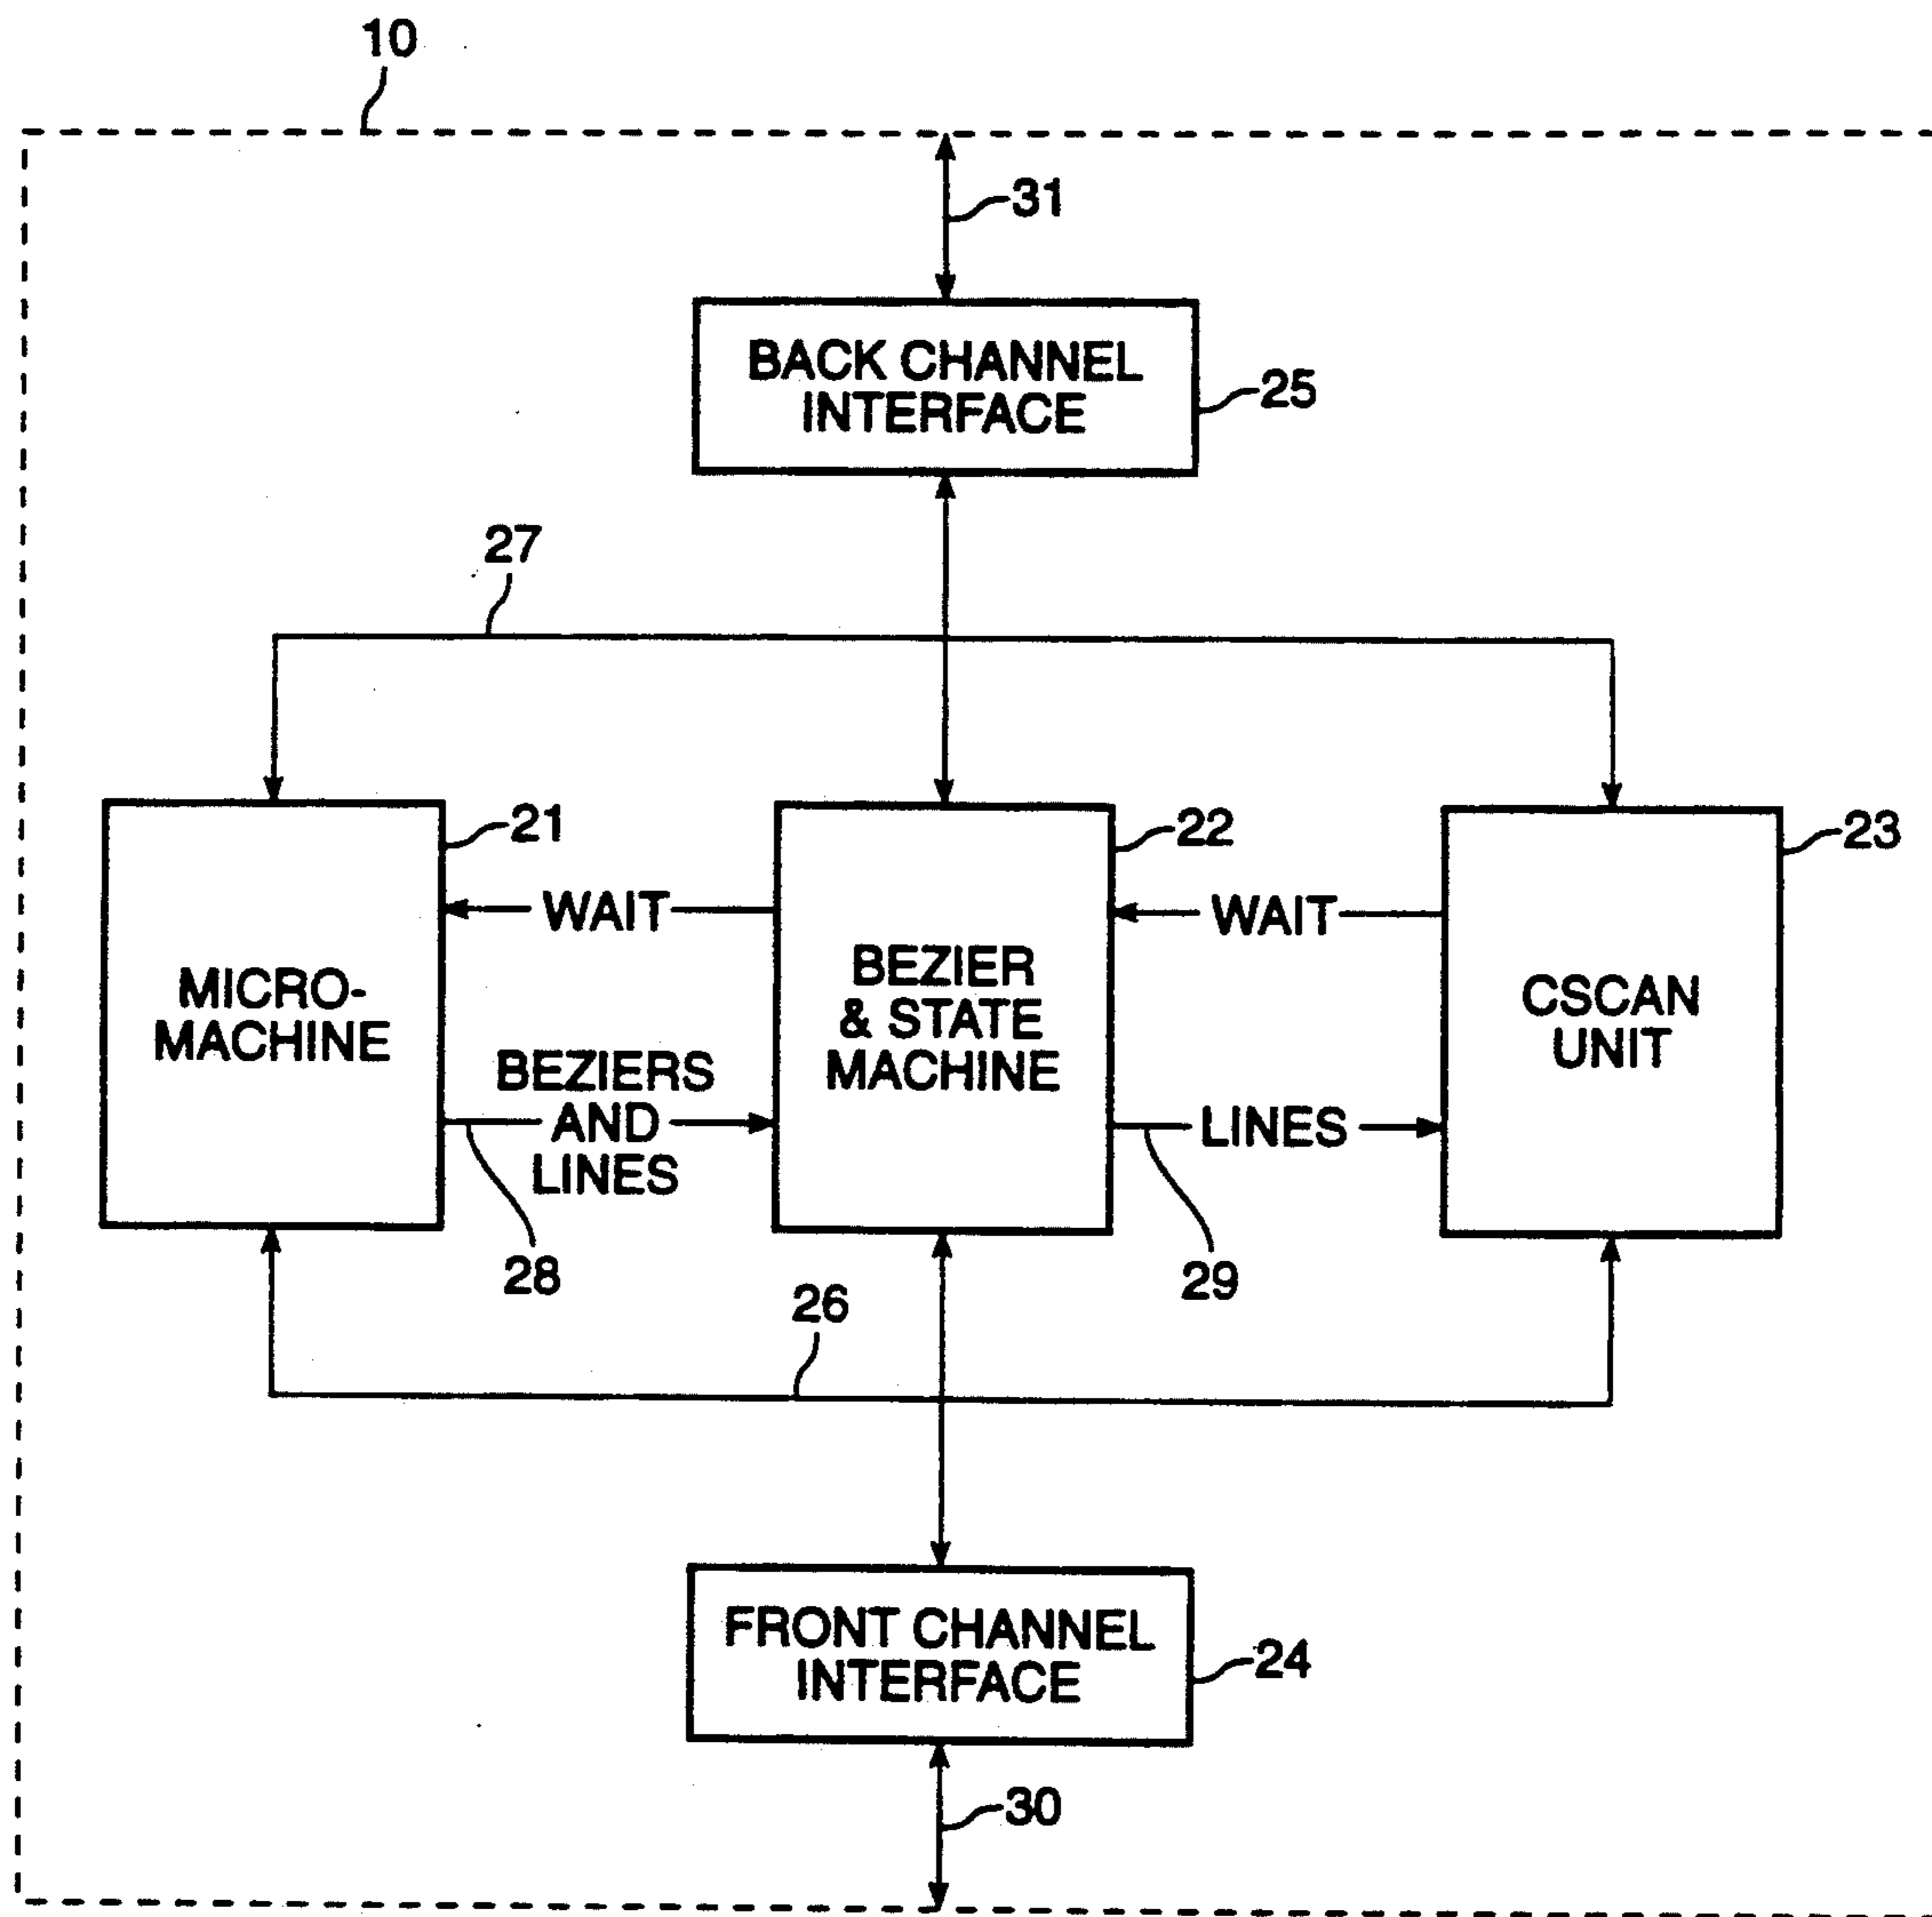 10
31
BACK CHANNEL
INTERFACE
25
27
21
22
23
WAIT
WAIT
MICRO-
MACHINE
BEZIER
& STATE
MACHINE
CSCAN
UNIT
BEZIERS
AND
LINES
LINES
28
29
26
FRONT CHANNEL
INTERFACE
24
30